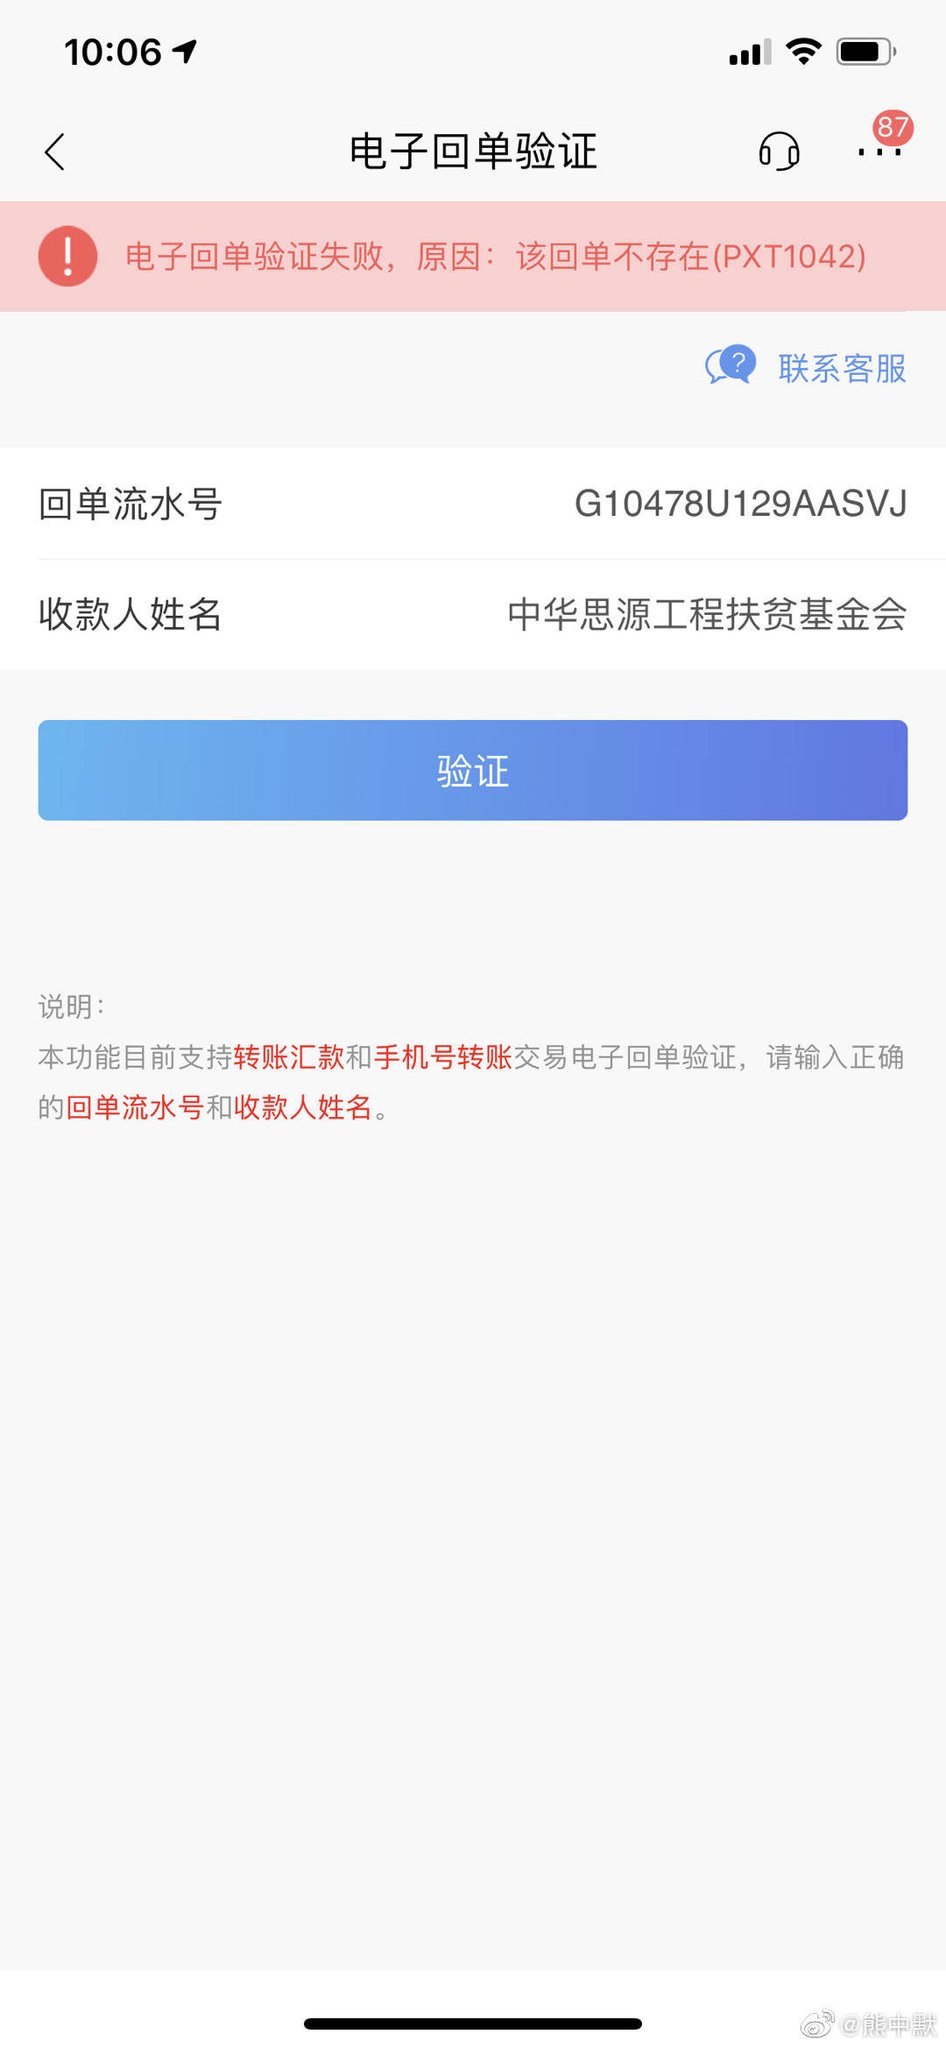 10:06
电子回单验证
87
电子回单验证失败，原因：该回单不存在(PXT1042)
联系客服
回单流水号 G10478U129AASVJ
收款人姓名 中华思源工程扶贫基金会
验证
说明：
本功能目前支持转账汇款和手机号转账交易电子回单验证，请输入正确
的回单流水号和收款人姓名。
@熊中默